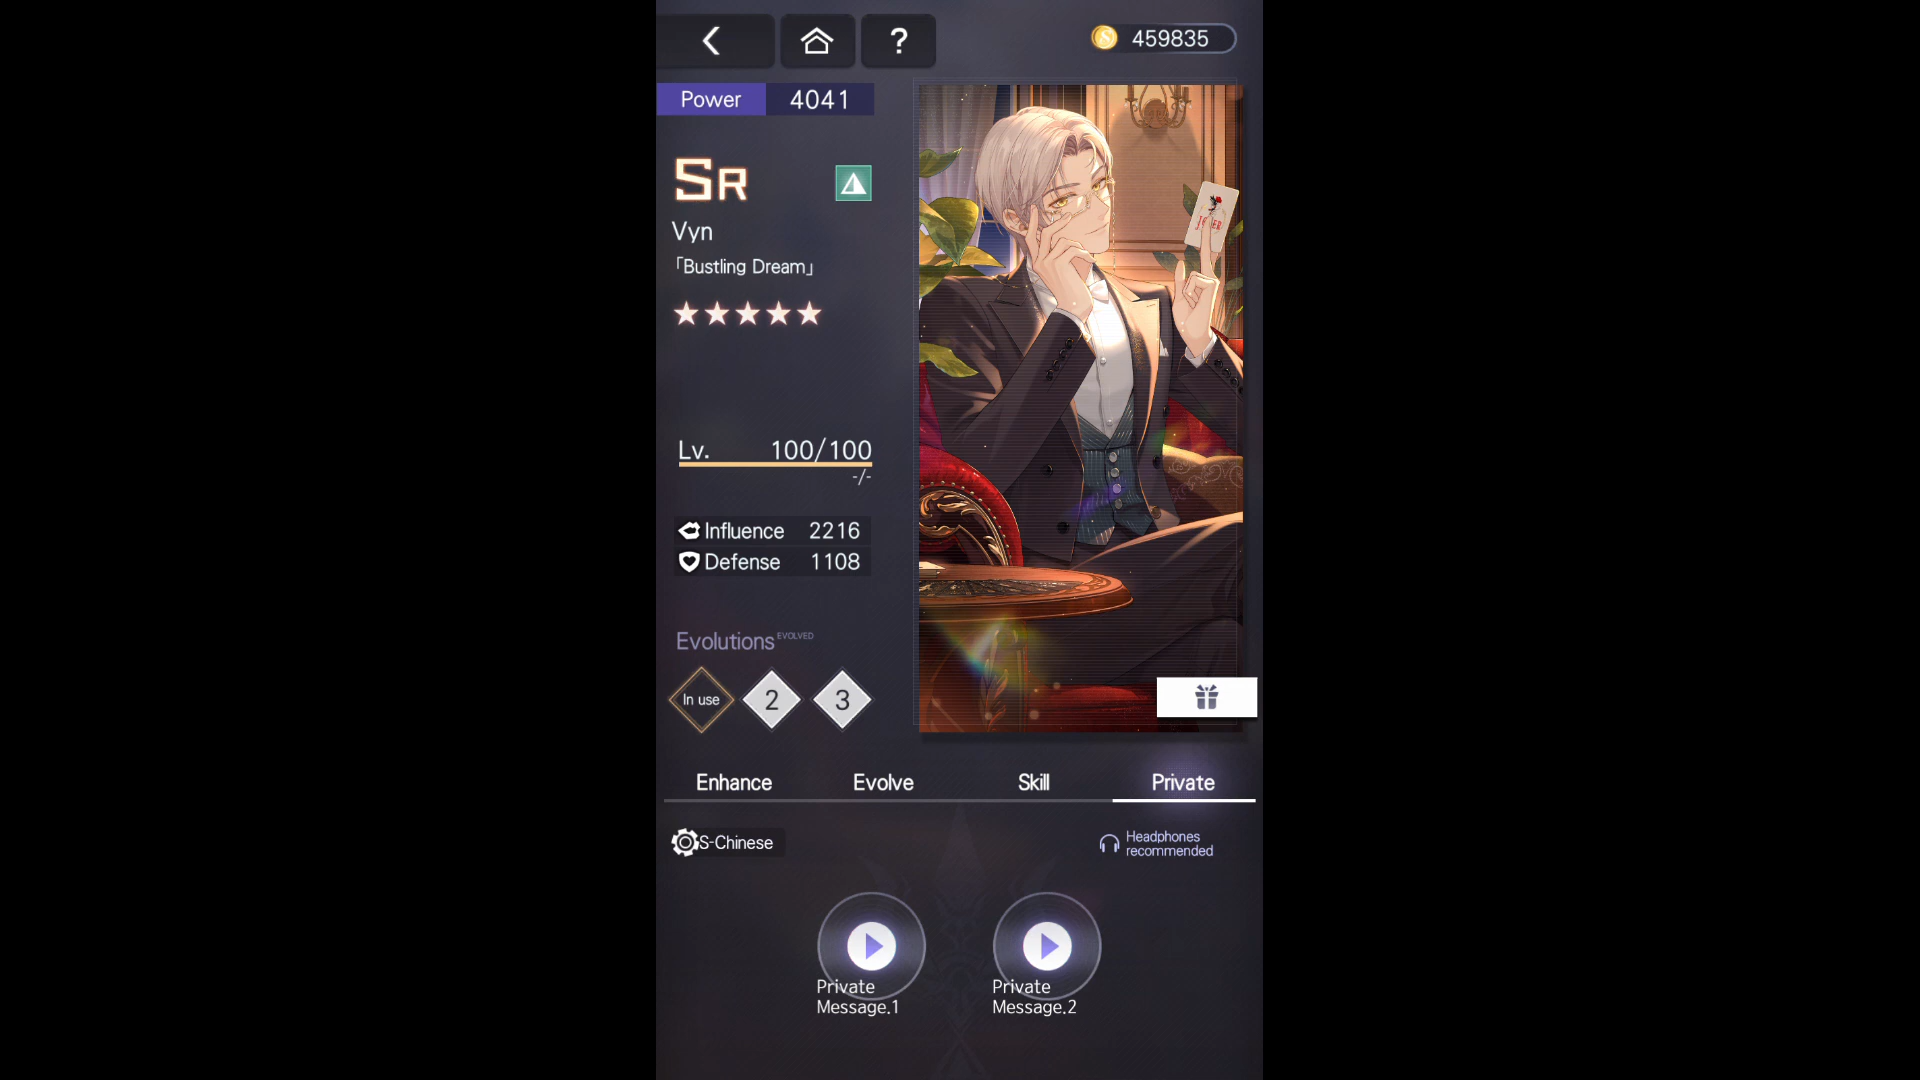 ?
459835
Power 4041
SR
Vyn
「Bustling Dream」
Lv. 100/100
-/-
Influence 2216
Defense 1108
Evolutions EVOLVED
In use 2 3
JOKER
Enhance Evolve Skill Private
S-Chinese
Headphones
recommended
Private
Message.1
Private
Message.2